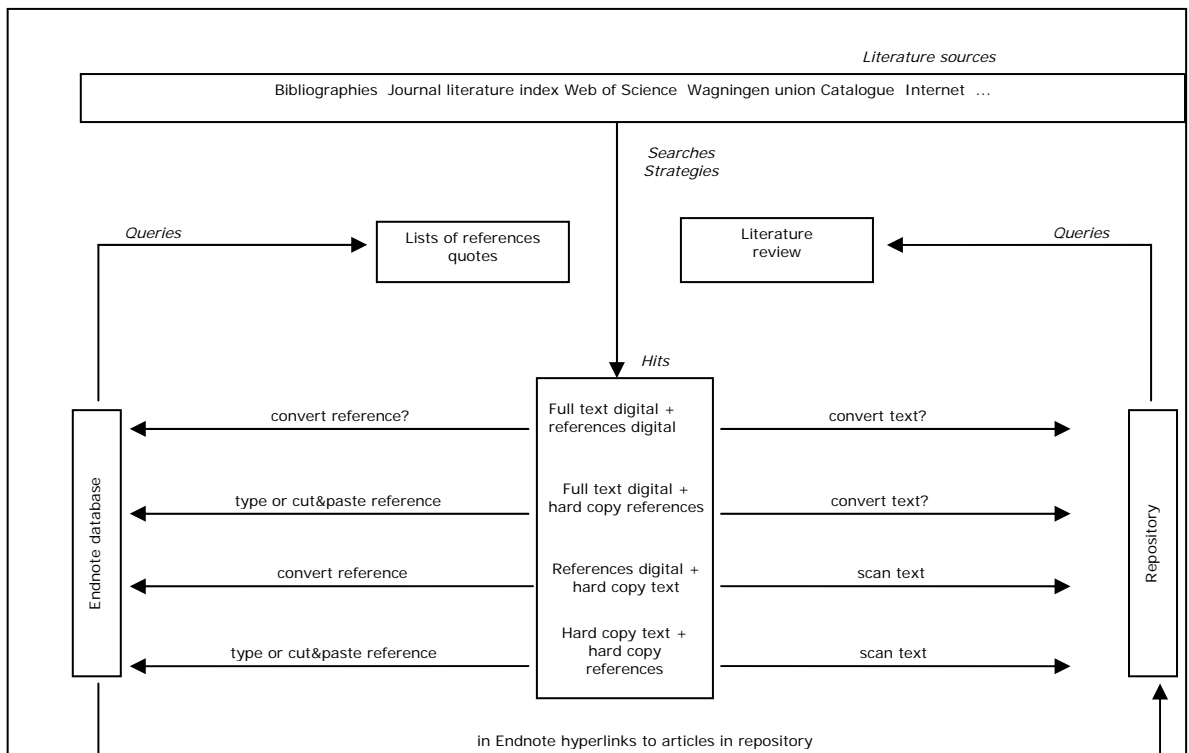 Literature sources
Bibliographies Journal literature index Web of Science Wagningen union Catalogue Internet ...
Searches
Strategies
Queries
Lists of references
quotes
Literature
review
Queries
Hits
convert reference?
Full text digital +
references digital
convert text?
type or cut&paste reference
Full text digital +
hard copy references
convert text?
convert reference
References digital +
hard copy text
scan text
type or cut&paste reference
Hard copy text +
hard copy
references
scan text
Endnote database
Repository
in Endnote hyperlinks to articles in repository